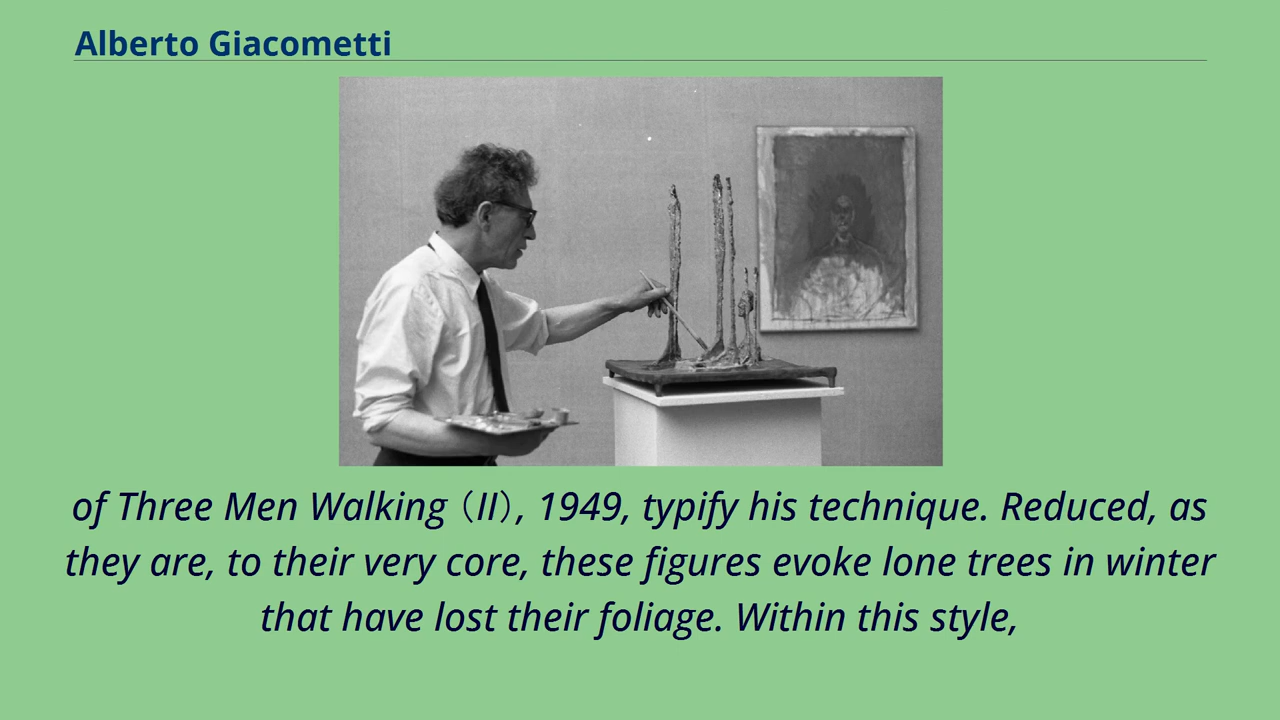 Alberto Giacometti
of Three Men Walking (II), 1949, typify his technique. Reduced, as
they are, to their very core, these figures evoke lone trees in winter
that have lost their foliage. Within this style,